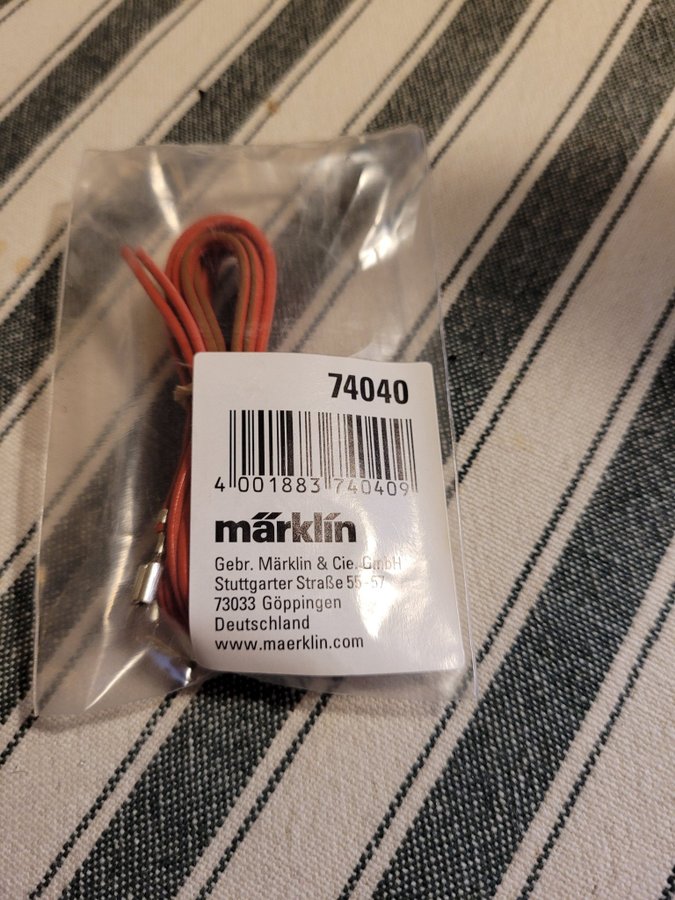 74040
4 001883 740409
märklin
Gebr. Märklin & Cie. GmbH
Stuttgarter Straße 55-57
73033 Göppingen
Deutschland
www.maerklin.com